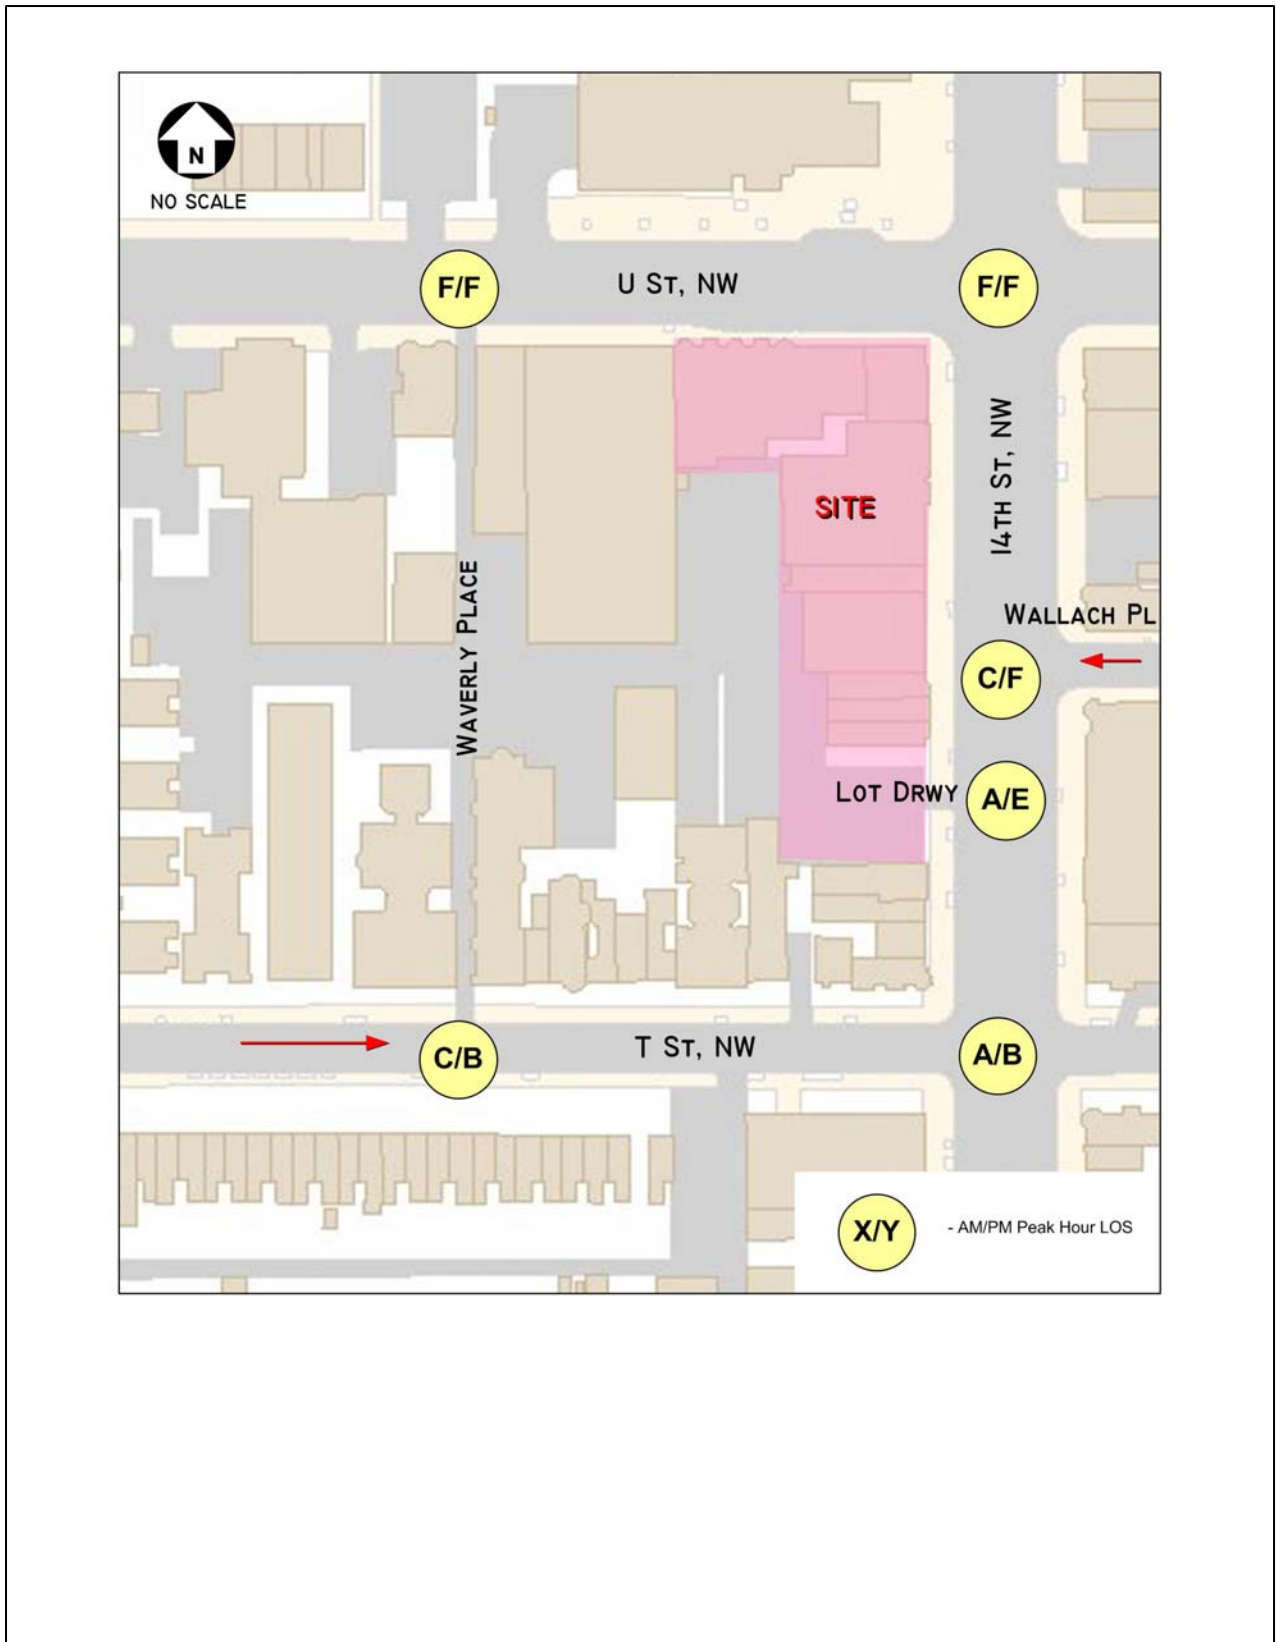 N
NO SCALE
F/F
U ST, NW
F/F
14TH ST, NW
SITE
WAVERLY PLACE
WALLACH PL
C/F
LOT DRWY
A/E
C/B
T ST, NW
A/B
X/Y
- AM/PM Peak Hour LOS